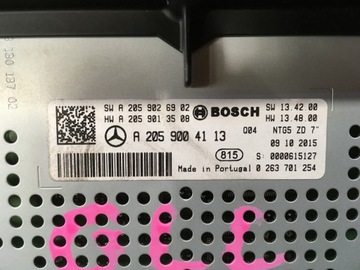 SW A 205 902 69 02
HW A 205 901 35 08
BOSCH
SW 13.42.00
HW 13.48.00
A 205 900 41 13
004
NTG5 ZD 7"
09 10 2015
815
S: 0000615127
Made in Portugal 0 263 701 254
GLC